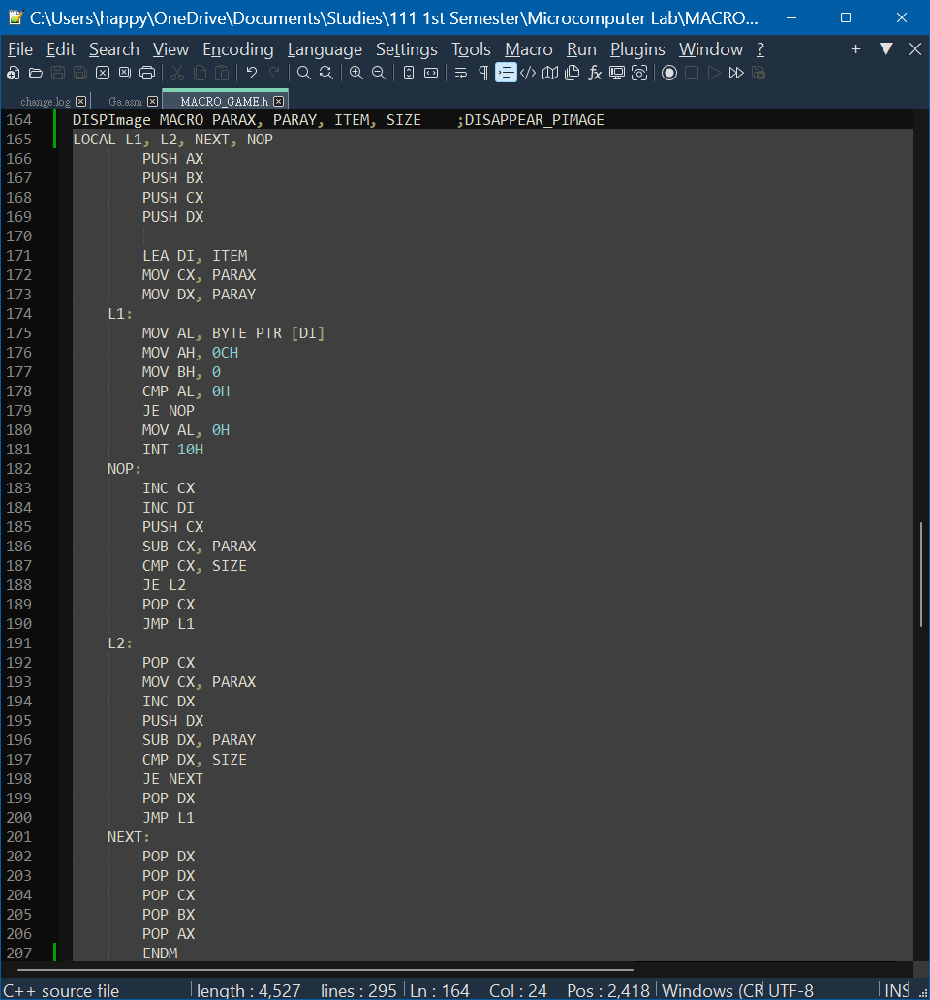 C:\Users\happy\OneDrive\Documents\Studies\111 1st Semester\Microcomputer Lab\MACRO...
File Edit Search View Encoding Language Settings Tools Macro Run Plugins Window ?
change.log Ga.asm MACRO_GAME.h
164 DISPImage MACRO PARAX, PARAY, ITEM, SIZE    ;DISAPPEAR_PIMAGE
165 LOCAL L1, L2, NEXT, NOP
166         PUSH AX
167         PUSH BX
168         PUSH CX
169         PUSH DX
170
171         LEA DI, ITEM
172         MOV CX, PARAX
173         MOV DX, PARAY
174     L1:
175         MOV AL, BYTE PTR [DI]
176         MOV AH, 0CH
177         MOV BH, 0
178         CMP AL, 0H
179         JE NOP
180         MOV AL, 0H
181         INT 10H
182     NOP:
183         INC CX
184         INC DI
185         PUSH CX
186         SUB CX, PARAX
187         CMP CX, SIZE
188         JE L2
189         POP CX
190         JMP L1
191     L2:
192         POP CX
193         MOV CX, PARAX
194         INC DX
195         PUSH DX
196         SUB DX, PARAY
197         CMP DX, SIZE
198         JE NEXT
199         POP DX
200         JMP L1
201     NEXT:
202         POP DX
203         POP DX
204         POP CX
205         POP BX
206         POP AX
207         ENDM
C++ source file length : 4,527 lines : 295 Ln : 164 Col : 24 Pos : 2,418 Windows (CR UTF-8 INS